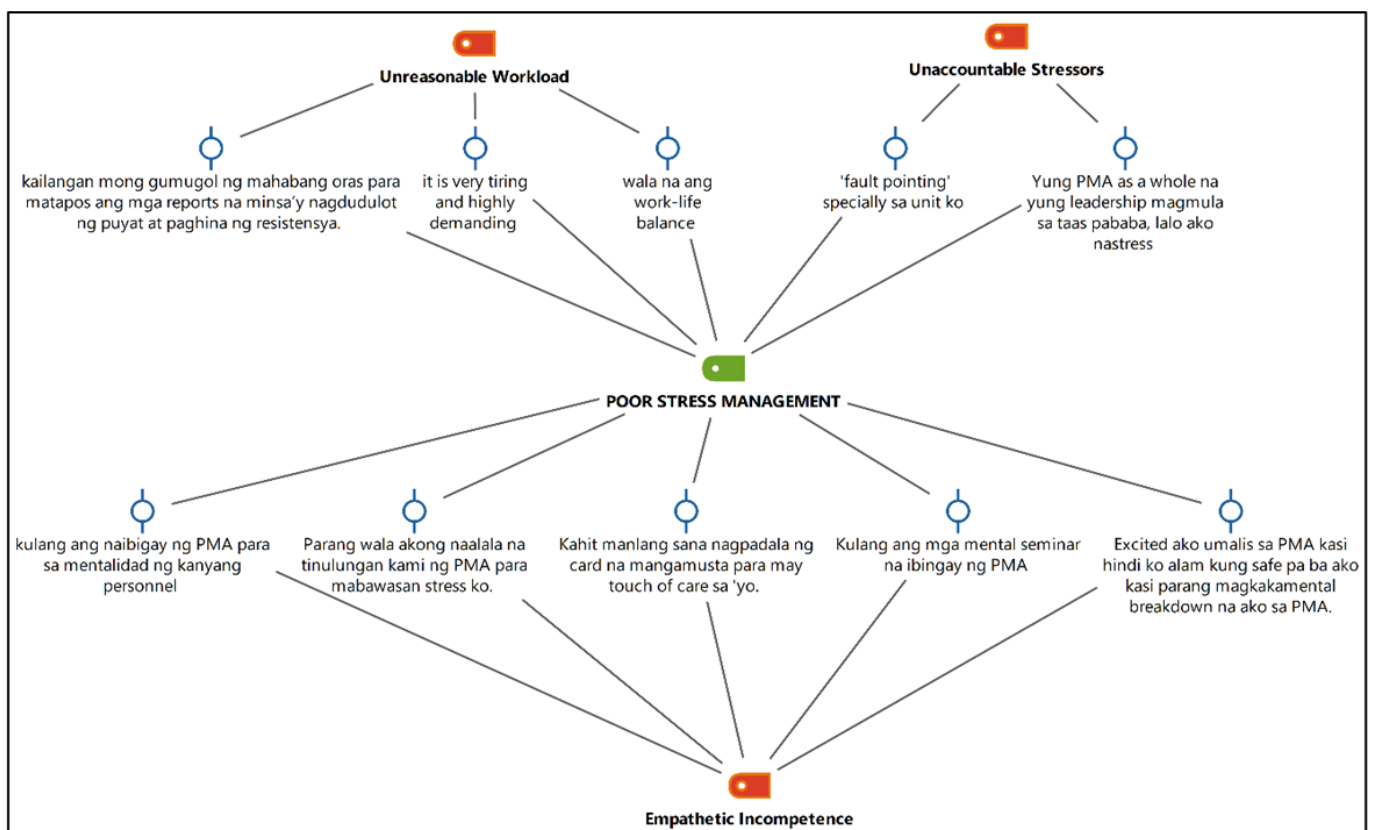 Unreasonable Workload
Unaccountable Stressors
kailangan mong gumugol ng mahabang oras para
matapos ang mga reports na minsa’y nagdudulot
ng puyat at paghina ng resistensya.
it is very tiring
and highly
demanding
wala na ang
work-life
balance
'fault pointing'
specially sa unit ko
Yung PMA as a whole na
yung leadership magmula
sa taas pababa, lalo ako
nastress
POOR STRESS MANAGEMENT
kulang ang naibigay ng PMA para
sa mentalidad ng kanyang
personnel
Parang wala akong naalala na
tinulungan kami ng PMA para
mabawasan stress ko.
Kahit manlang sana nagpadala ng
card na mangamusta para may
touch of care sa 'yo.
Kulang ang mga mental seminar
na ibingay ng PMA
Excited ako umalis sa PMA kasi
hindi ko alam kung safe pa ba ako
kasi parang magkakamental
breakdown na ako sa PMA.
Empathetic Incompetence